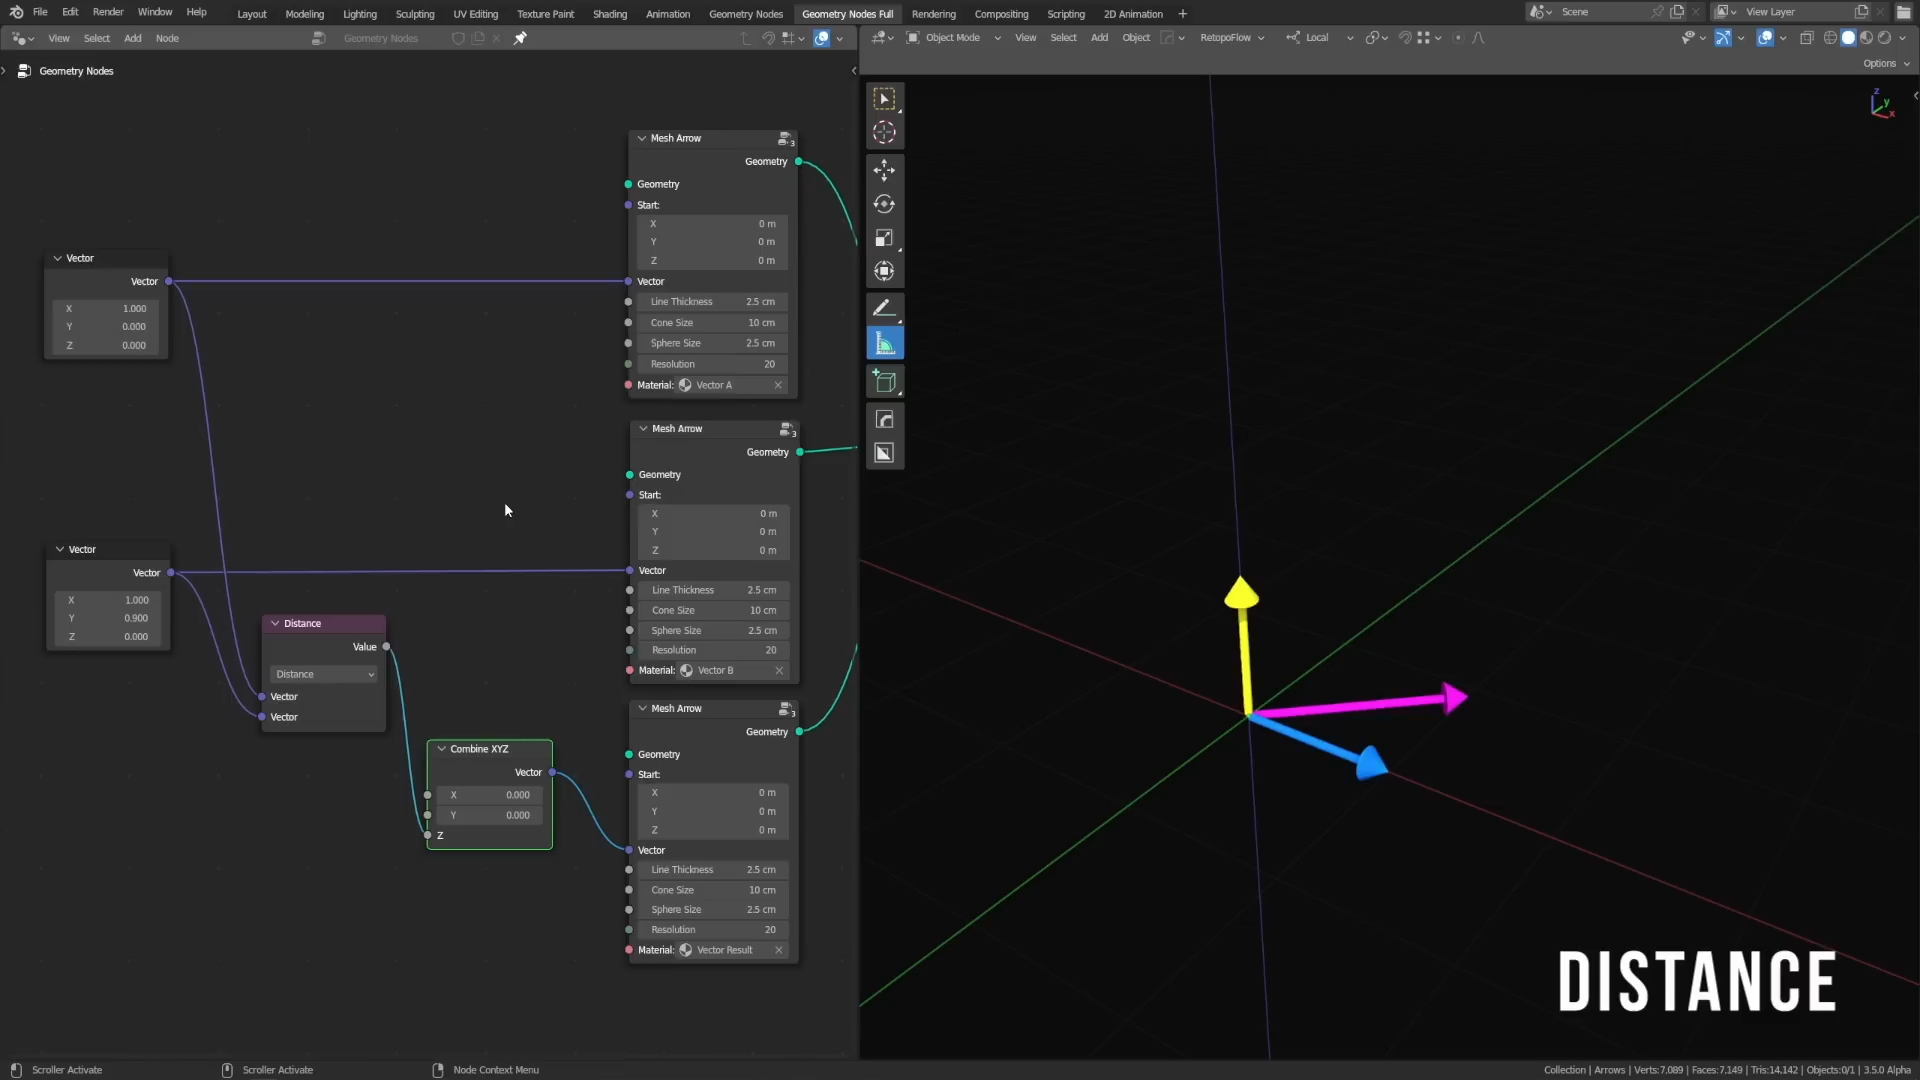 File Edit Render Window Help Layout Modeling Lighting Sculpting UV Editing Texture Paint Shading Animation Geometry Nodes Geometry Nodes Full Rendering Compositing Scripting 2D Animation + Scene View Layer
View Select Add Node Geometry Nodes Object Mode View Select Add Object RetopoFlow Local
Options
Geometry Nodes
Mesh Arrow 3
Geometry
Geometry
Start:
X 0 m
Y 0 m
Z 0 m
Vector
Line Thickness 2.5 cm
Cone Size 10 cm
Sphere Size 2.5 cm
Resolution 20
Material: Vector A
Vector
Vector
X 1.000
Y 0.000
Z 0.000
Mesh Arrow 3
Geometry
Geometry
Start:
X 0 m
Y 0 m
Z 0 m
Vector
Line Thickness 2.5 cm
Cone Size 10 cm
Sphere Size 2.5 cm
Resolution 20
Material: Vector B
Vector
Vector
X 1.000
Y 0.900
Z 0.000
Distance
Value
Distance
Vector
Vector
Combine XYZ
Vector
X 0.000
Y 0.000
Z
Mesh Arrow 3
Geometry
Geometry
Start:
X 0 m
Y 0 m
Z 0 m
Vector
Line Thickness 2.5 cm
Cone Size 10 cm
Sphere Size 2.5 cm
Resolution 20
Material: Vector Result
Z
Y
X
DISTANCE
Scroller Activate Scroller Activate Node Context Menu Collection | Arrows | Verts:7,089 | Faces:7,149 | Tris:14,142 | Objects:0/1 | 3.5.0 Alpha